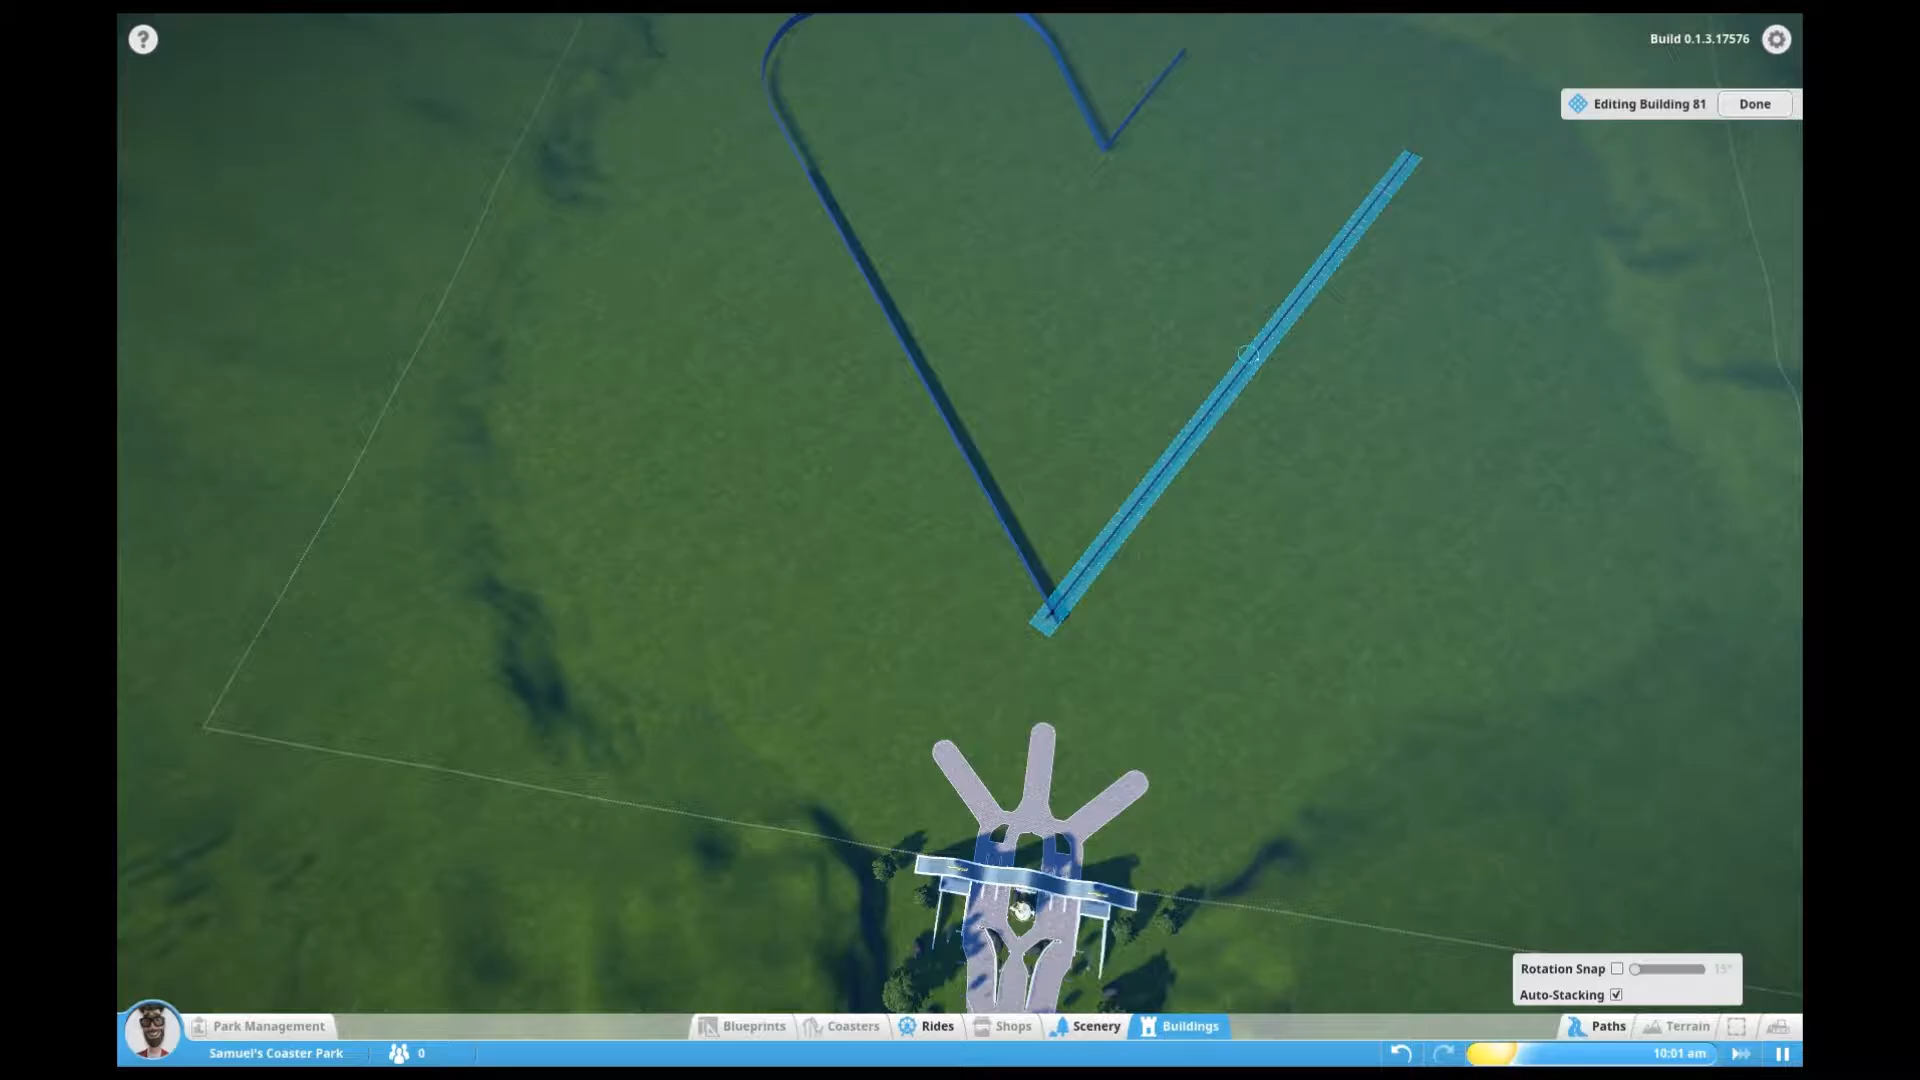 ?
Build 0.1.3.17576
Editing Building 81 Done
Rotation Snap 15°
Auto-Stacking
Park Management Blueprints Coasters Rides Shops Scenery Buildings Paths Terrain
Samuel's Coaster Park 0 10:01 am